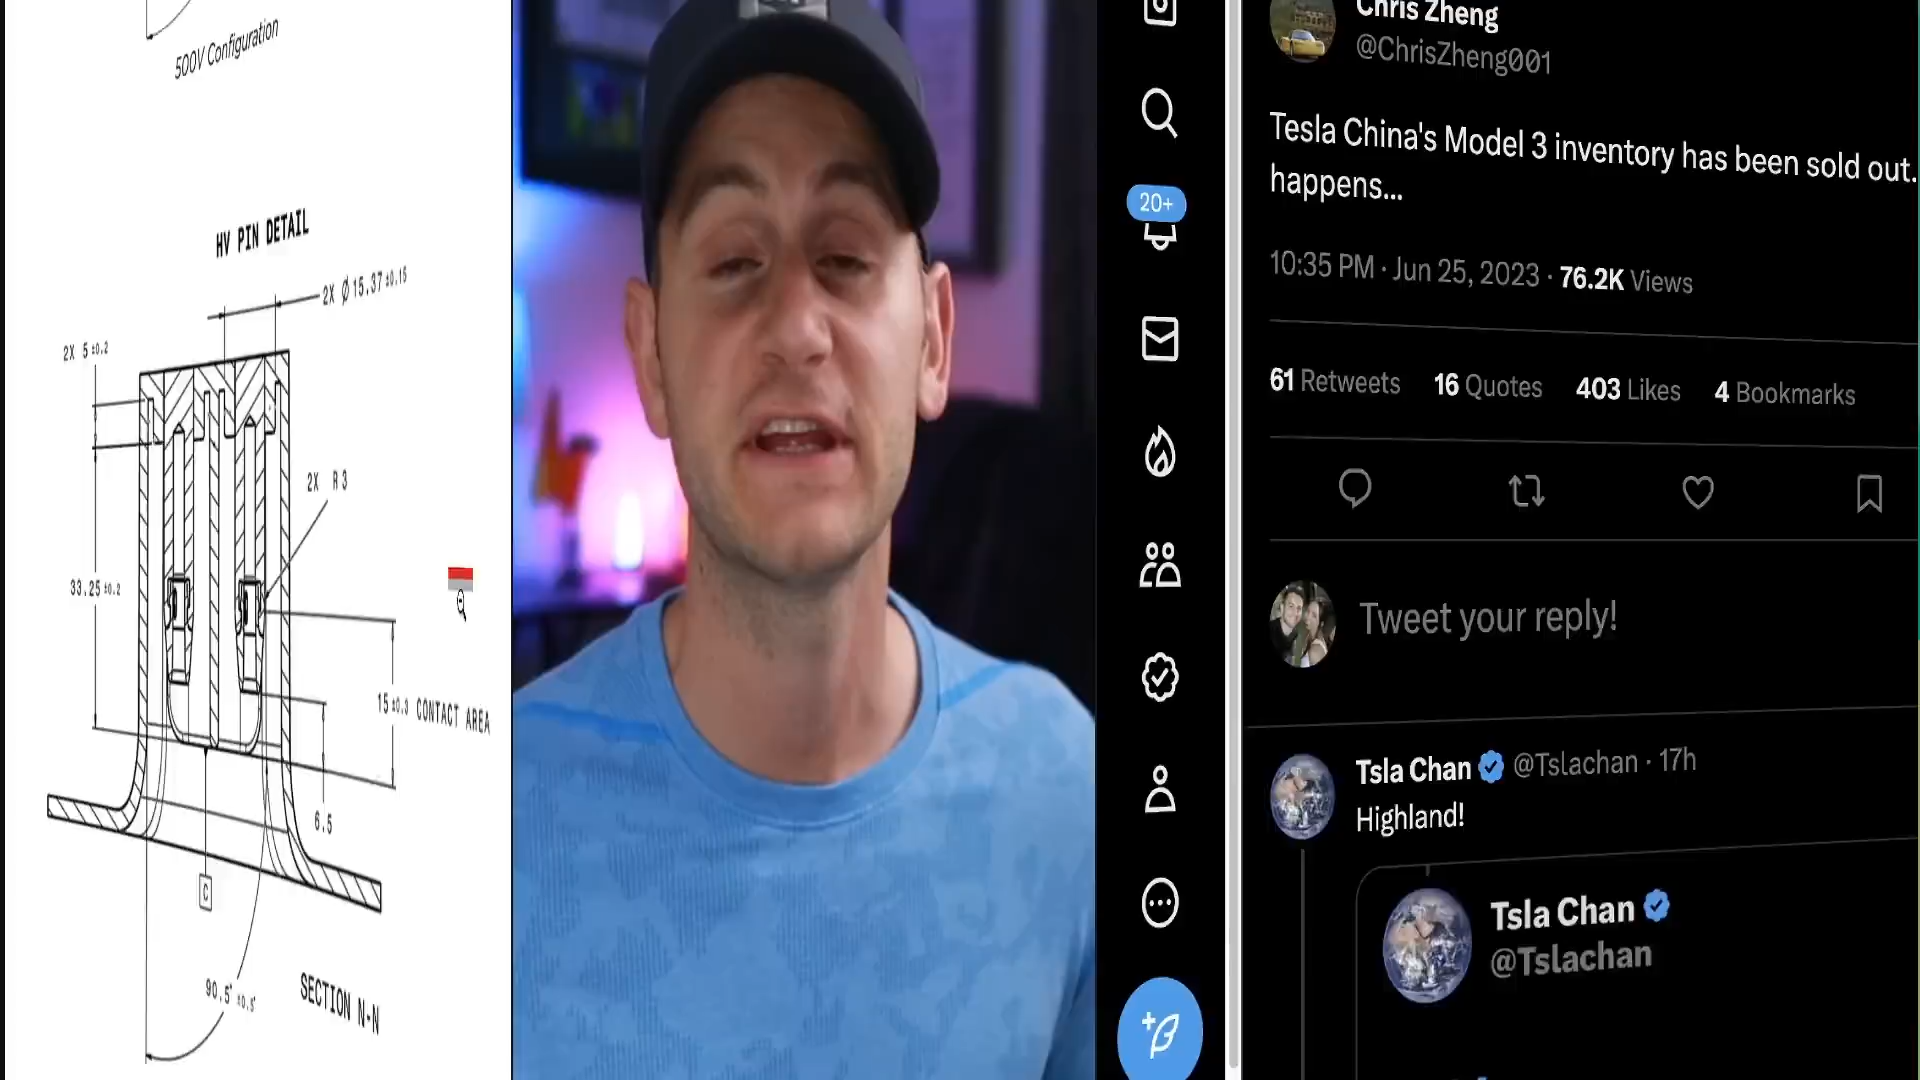 500V Configuration
HV PIN DETAIL
2X Ø 15.37 ±0.15
2X 5 ±0.2
2X R 3
33.25 ±0.2
15 ±0.3 CONTACT AREA
6.5
C
90.5° ±0.5°
SECTION N-N
20+
Chris Zheng
@ChrisZheng001
Tesla China's Model 3 inventory has been sold out.
happens...
10:35 PM · Jun 25, 2023 · 76.2K Views
61 Retweets 16 Quotes 403 Likes 4 Bookmarks
Tweet your reply!
Tsla Chan @Tslachan · 17h
Highland!
Tsla Chan
@Tslachan